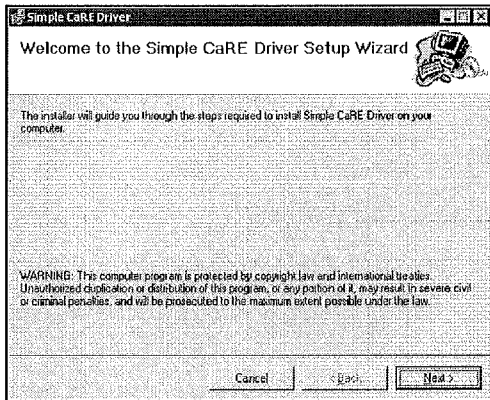 Simple CaRE Driver
Welcome to the Simple CaRE Driver Setup Wizard
The installer will guide you through the steps required to install Simple CaRE Driver on your
computer.
WARNING: This computer program is protected by copyright law and international treaties.
Unauthorized duplication or distribution of this program, or any portion of it, may result in severe civil
or criminal penalties, and will be prosecuted to the maximum extent possible under the law.
Cancel
< Back
Next >